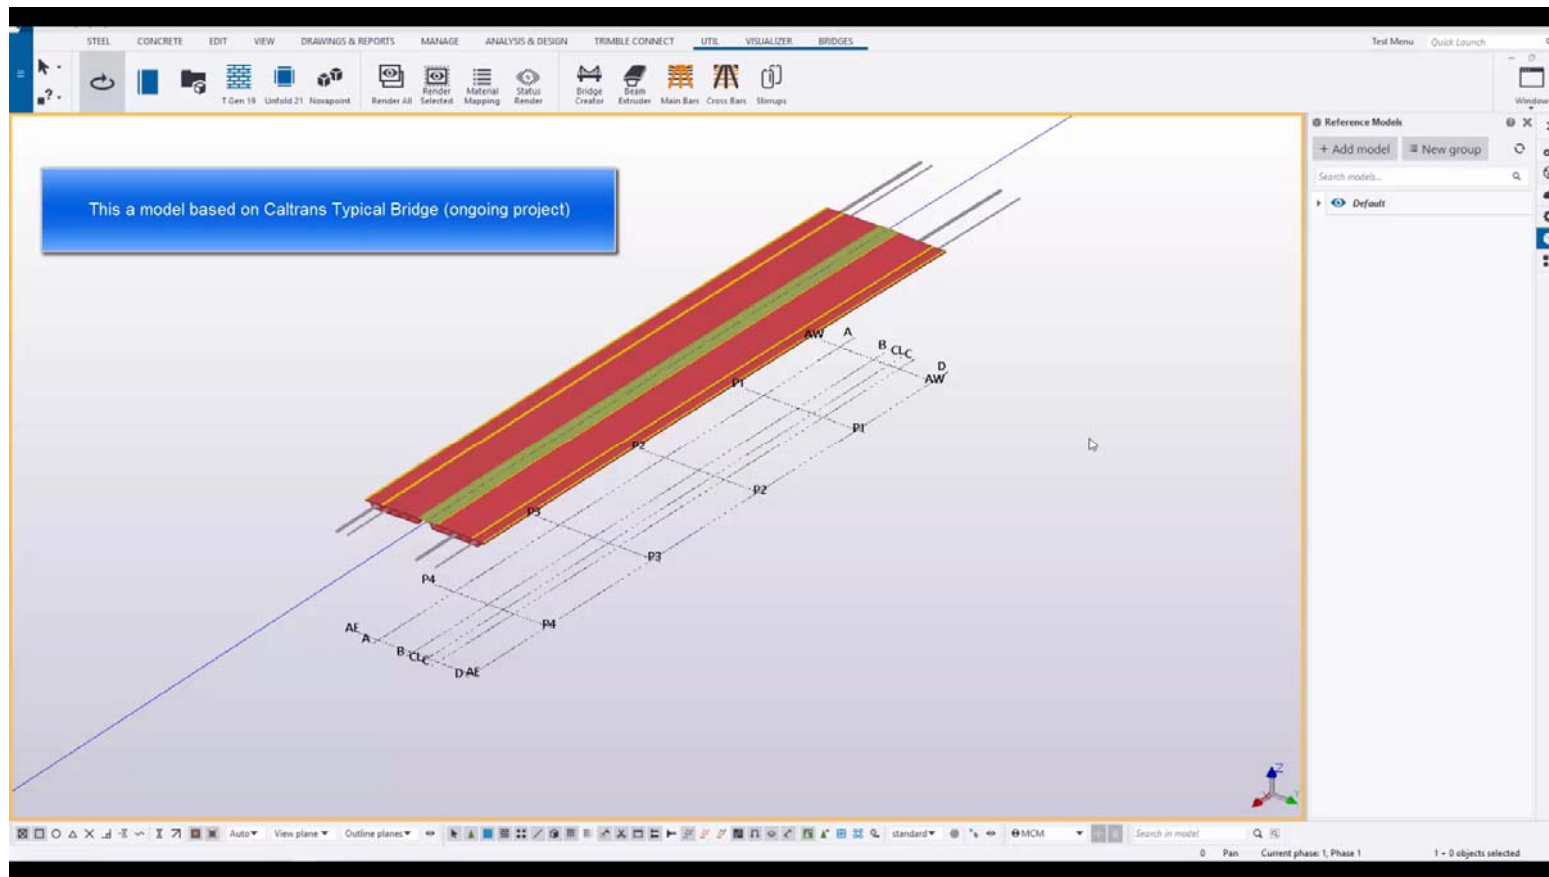 STEEL CONCRETE EDIT VIEW DRAWINGS & REPORTS MANAGE ANALYSIS & DESIGN TRIMBLE CONNECT UTIL VISUALIZER BRIDGES Test Menu Quick Launch
T Gen 19 Unfold 21 Novapoint Render All Render Selected Material Mapping Status Render Bridge Creator Beam Extruder Main Bars Cross Bars Stirrups Window
Reference Models
+ Add model New group
Search models...
Default
This a model based on Caltrans Typical Bridge (ongoing project)
AW A B CL C D AW
P1 P1
P2 P2
P3 P3
P4 P4
AE A B CL C D AE
Z
Auto View plane Outline planes standard MCM Search in model
0 Pan Current phase: 1, Phase 1 1 + 0 objects selected